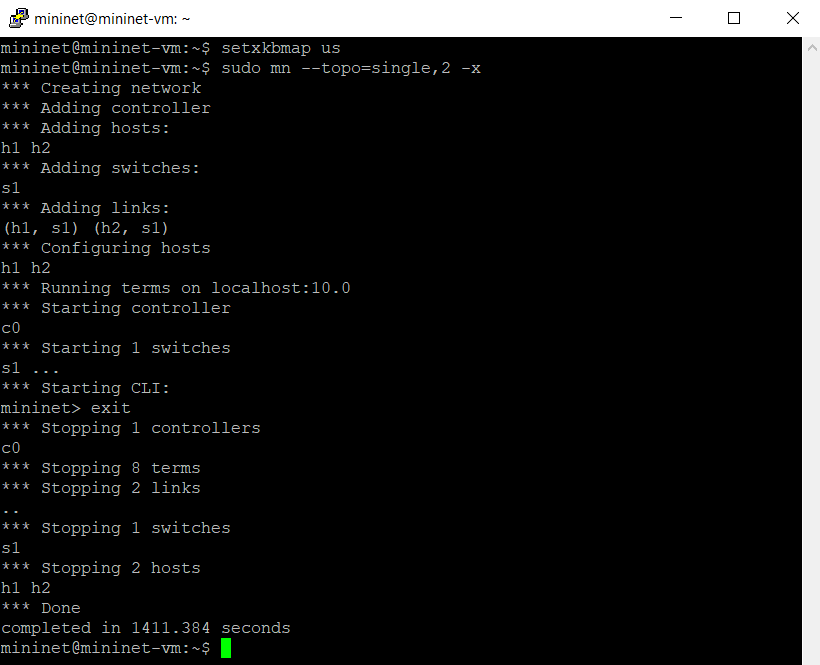 mininet@mininet-vm: ~
mininet@mininet-vm:~$ setxkbmap us
mininet@mininet-vm:~$ sudo mn --topo=single,2 -x
*** Creating network
*** Adding controller
*** Adding hosts:
h1 h2
*** Adding switches:
s1
*** Adding links:
(h1, s1) (h2, s1)
*** Configuring hosts
h1 h2
*** Running terms on localhost:10.0
*** Starting controller
c0
*** Starting 1 switches
s1 ...
*** Starting CLI:
mininet> exit
*** Stopping 1 controllers
c0
*** Stopping 8 terms
*** Stopping 2 links
..
*** Stopping 1 switches
s1
*** Stopping 2 hosts
h1 h2
*** Done
completed in 1411.384 seconds
mininet@mininet-vm:~$